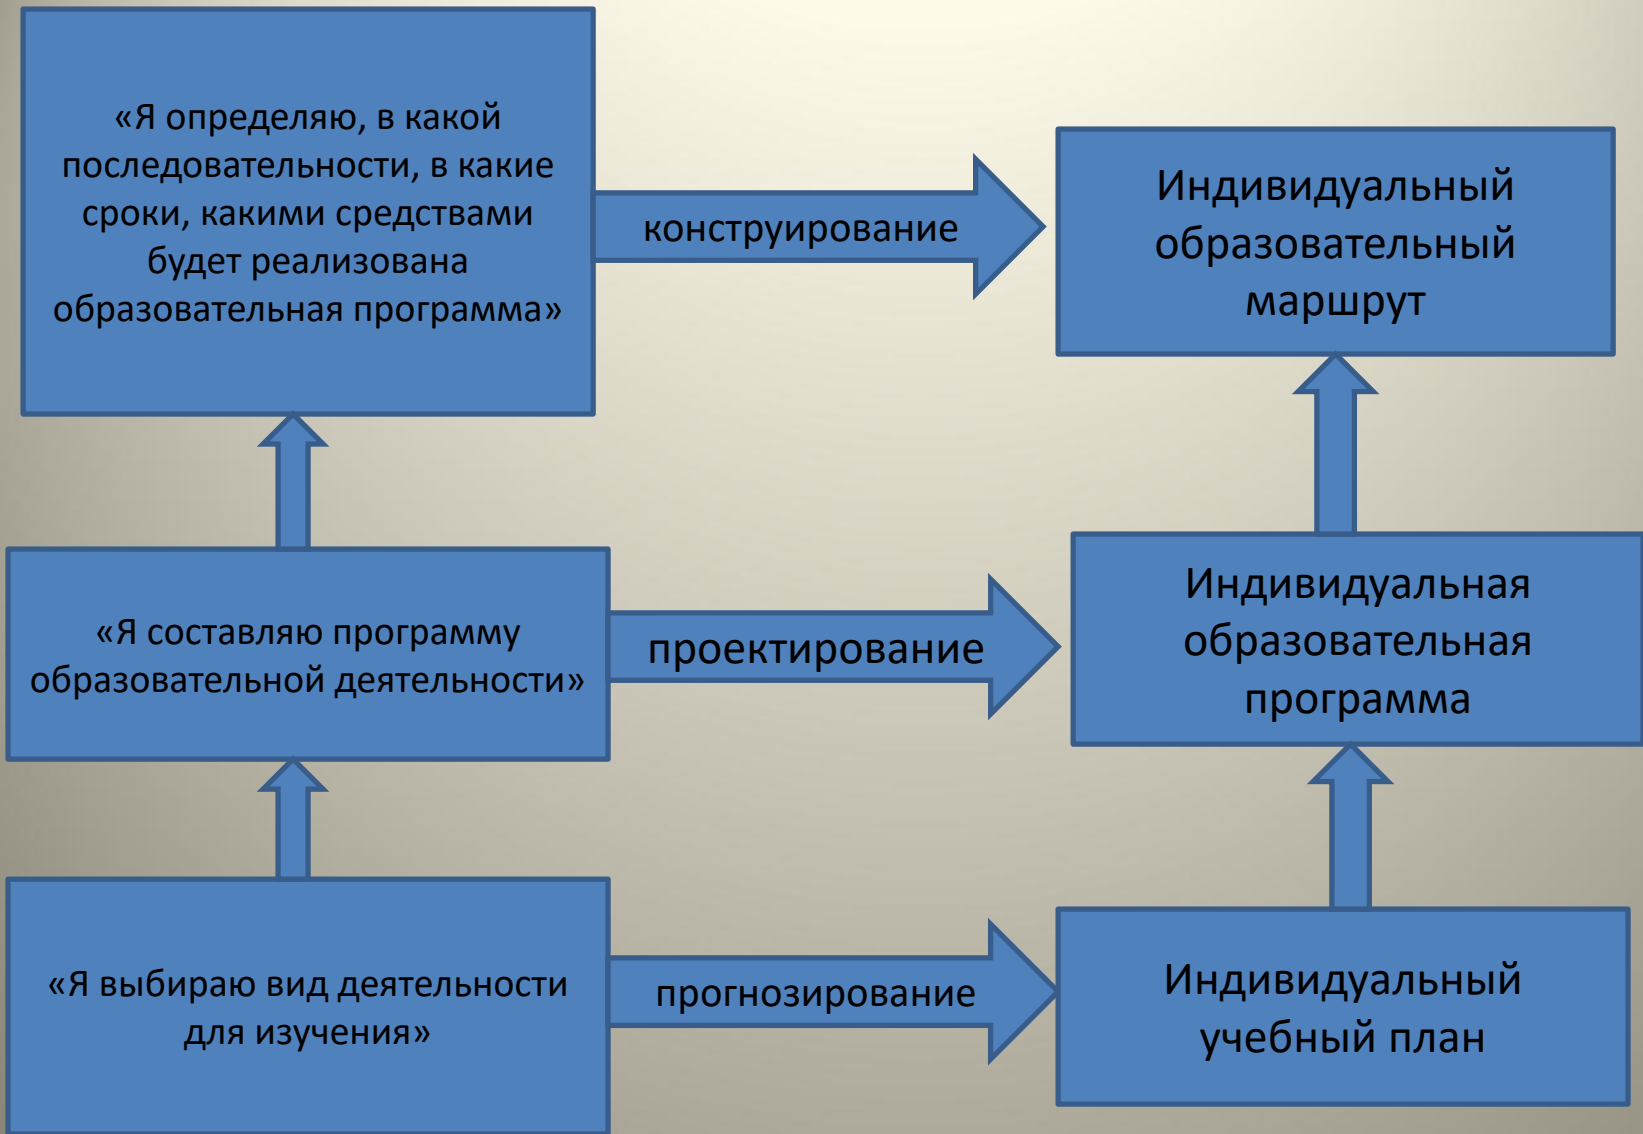 «Я определяю, в какой
последовательности, в какие
сроки, какими средствами
будет реализована
образовательная программа»
конструирование
Индивидуальный
образовательный
маршрут
«Я составляю программу
образовательной деятельности»
проектирование
Индивидуальная
образовательная
программа
«Я выбираю вид деятельности
для изучения»
прогнозирование
Индивидуальный
учебный план